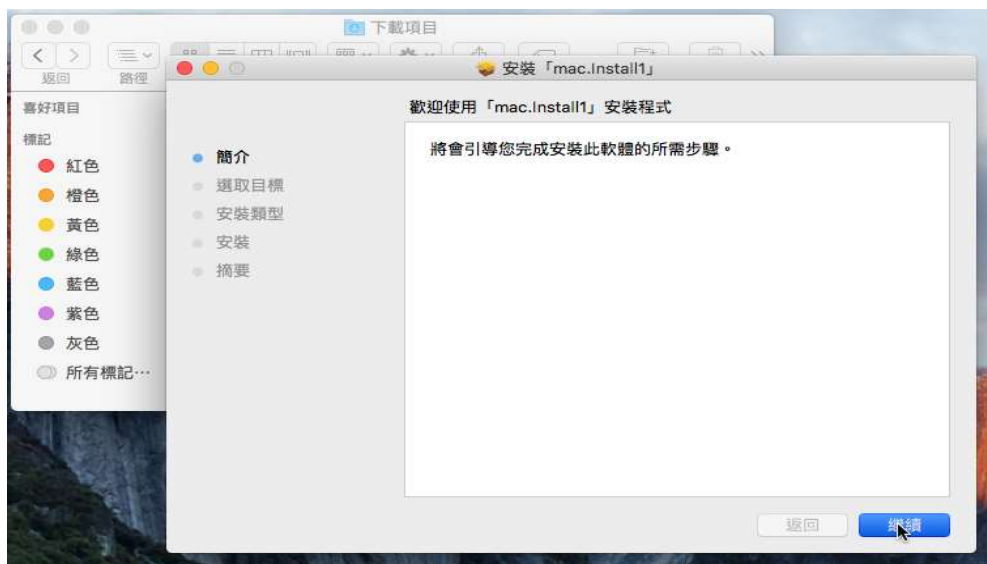 下載項目
返回
路徑
喜好項目
標記
紅色
橙色
黃色
綠色
藍色
紫色
灰色
所有標記…
安裝「mac.Install1」
歡迎使用「mac.Install1」安裝程式
簡介
選取目標
安裝類型
安裝
摘要
將會引導您完成安裝此軟體的所需步驟。
返回
繼續